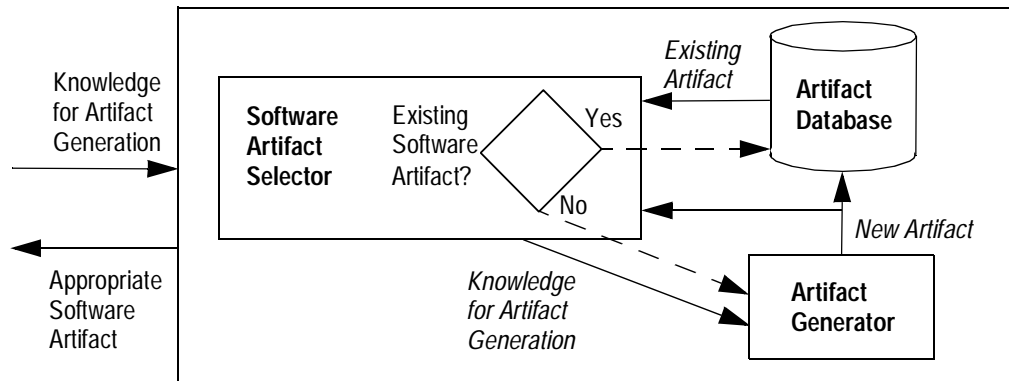 Knowledge
for Artifact
Generation
Appropriate
Software
Artifact
Software
Artifact
Selector
Existing
Software
Artifact?
Yes
No
Existing
Artifact
Artifact
Database
New Artifact
Knowledge
for Artifact
Generation
Artifact
Generator